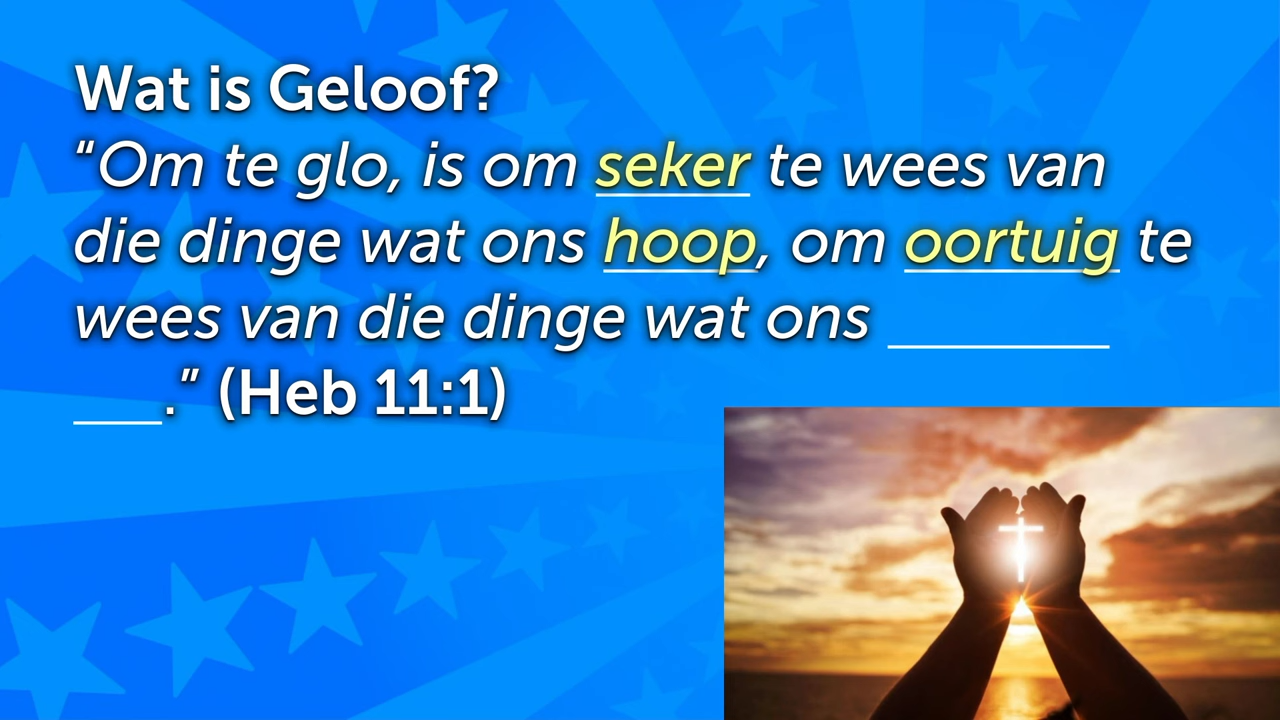 Wat is Geloof?
“Om te glo, is om seker te wees van
die dinge wat ons hoop, om oortuig te
wees van die dinge wat ons ________
___.” (Heb 11:1)